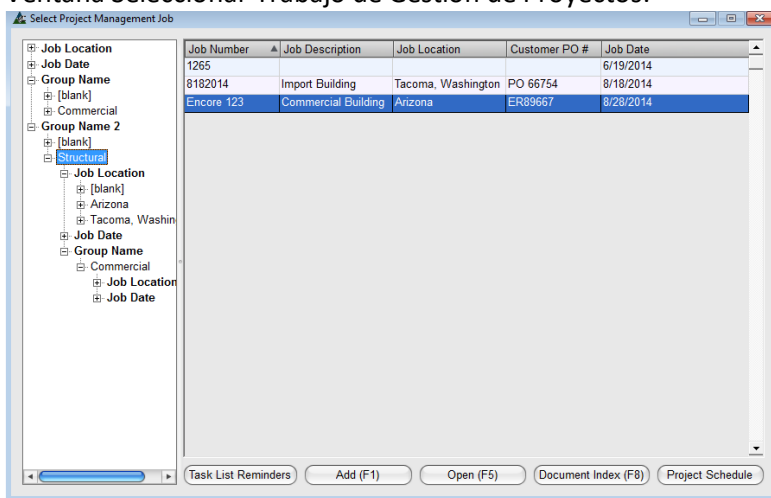 Ventana Seleccionar Trabajo de Gestión de Proyectos.
Select Project Management Job
Job Location
Job Date
Group Name
[blank]
Commercial
Group Name 2
[blank]
Structural
Job Location
[blank]
Arizona
Tacoma, Washin
Job Date
Group Name
Commercial
Job Location
Job Date
Job Number Job Description Job Location Customer PO # Job Date
1265 6/19/2014
8182014 Import Building Tacoma, Washington PO 66754 8/18/2014
Encore 123 Commercial Building Arizona ER89667 8/28/2014
Task List Reminders Add (F1) Open (F5) Document Index (F8) Project Schedule